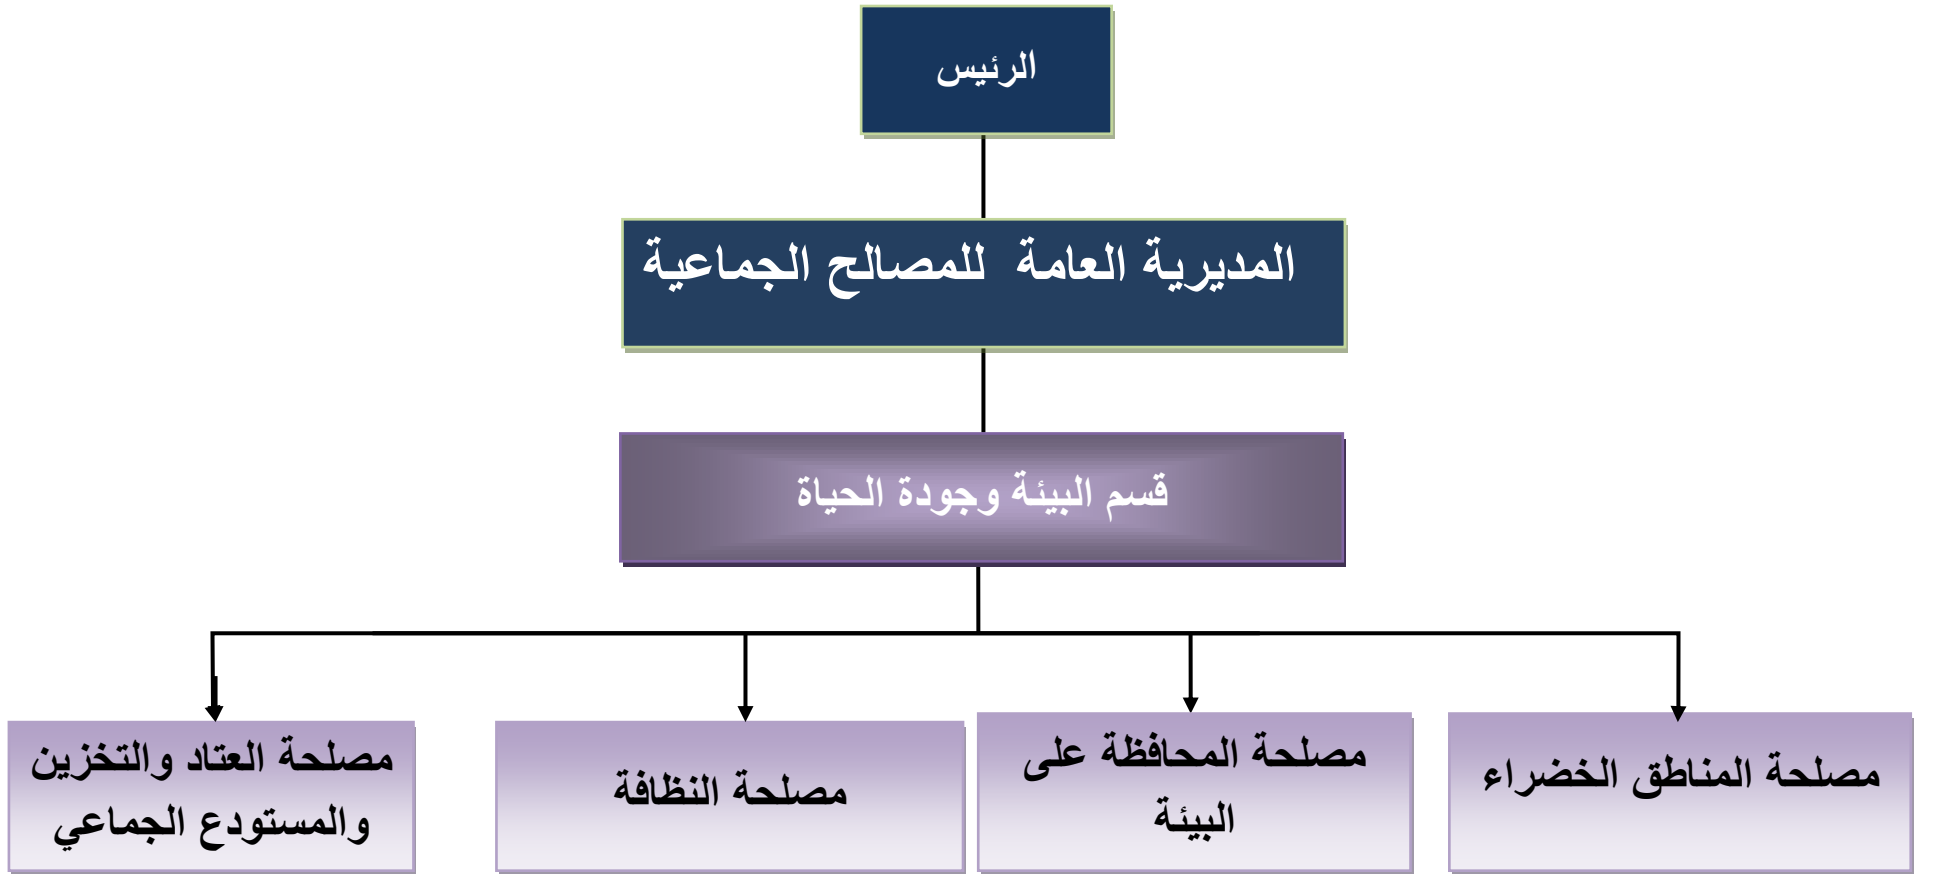 الرئيس
المديرية العامة للمصالح الجماعية
قسم البيئة وجودة الحياة
مصلحة المناطق الخضراء
مصلحة المحافظة على
البيئة
مصلحة النظافة
مصلحة العتاد والتخزين
والمستودع الجماعي